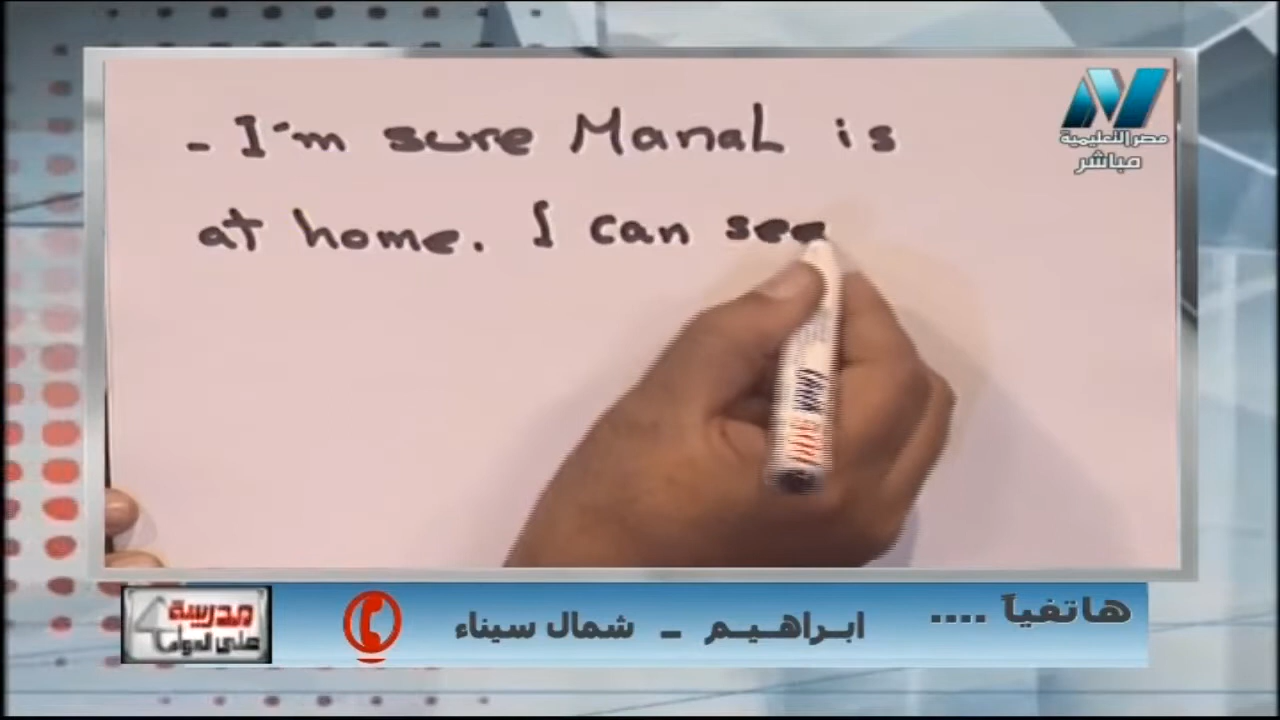 - I'm sure Manal is
at home. I can see
مصر التعليمية
مباشر
هاتفياً ....
ابراهيم - شمال سيناء
مدرسة
على الهواء